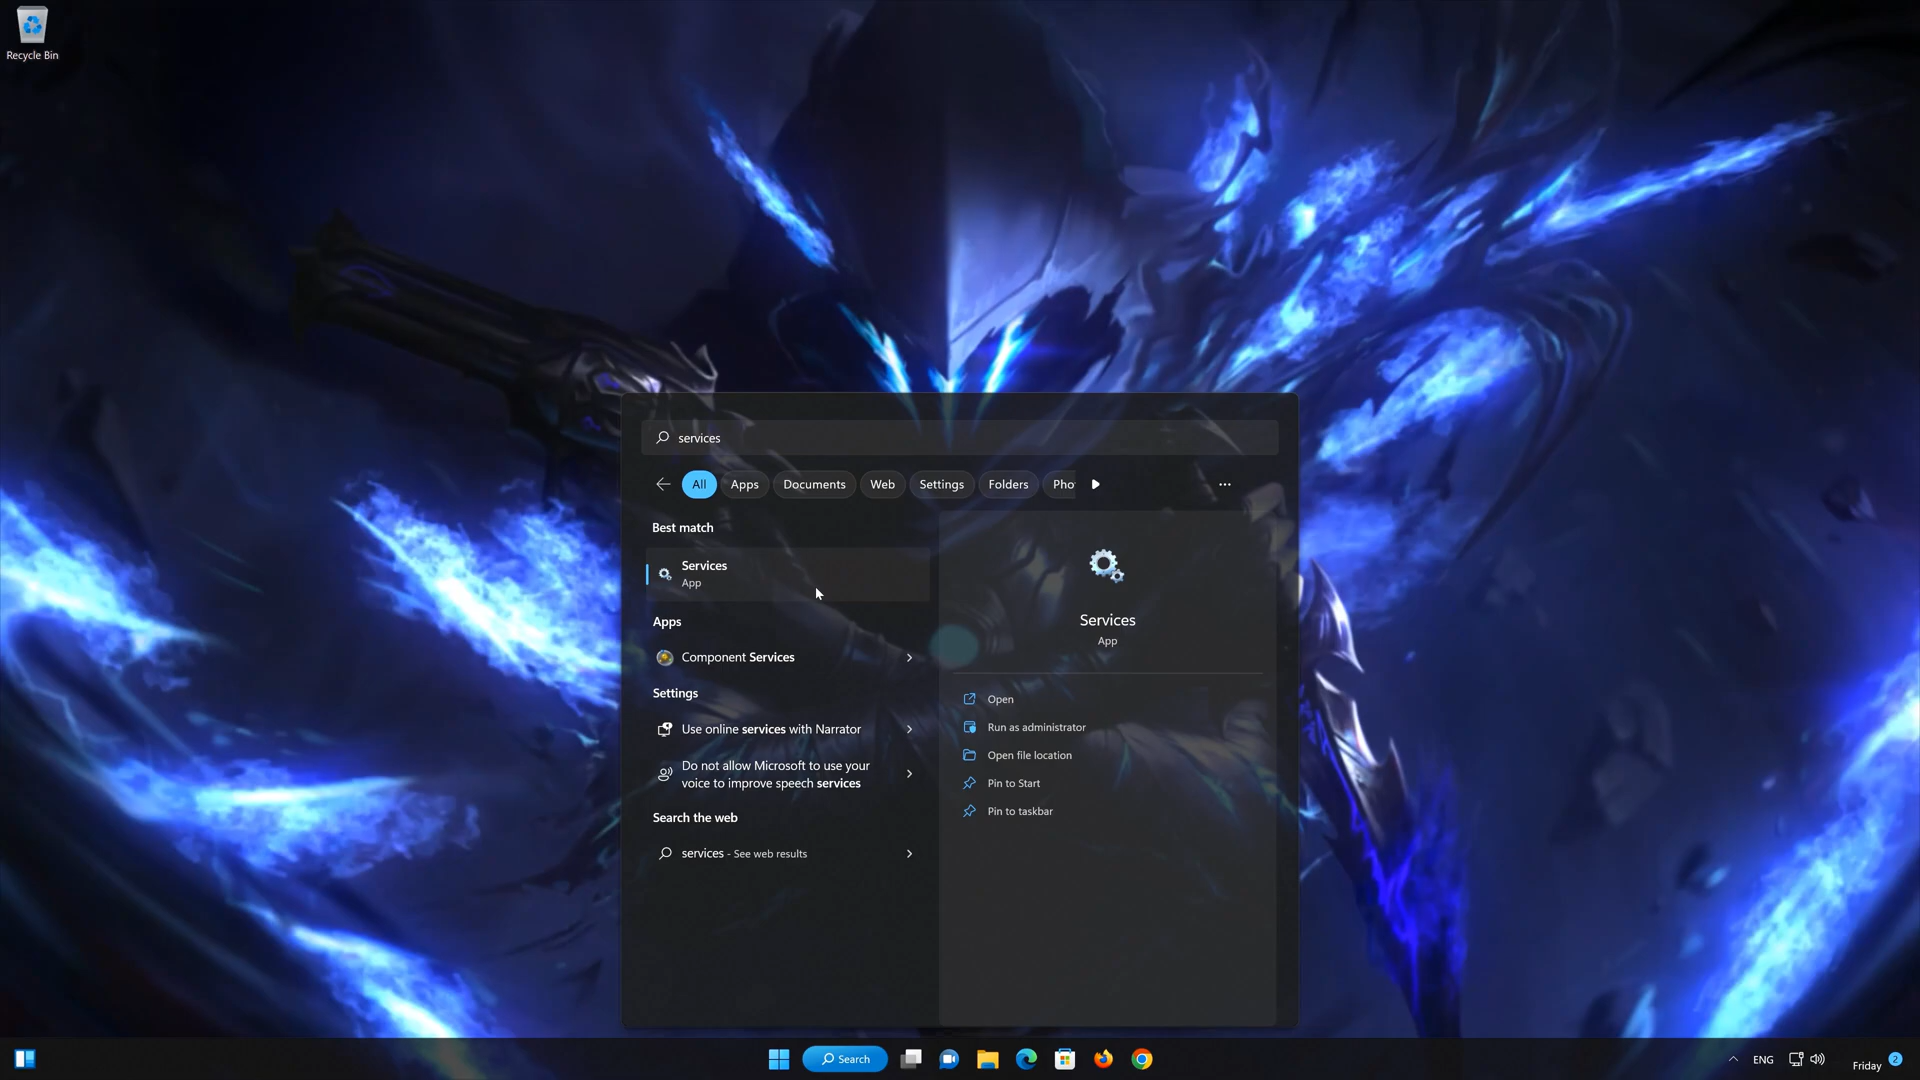 Recycle Bin
services
All
Apps
Documents
Web
Settings
Folders
Pho
Best match
Services
App
Apps
Component Services
Settings
Use online services with Narrator
Do not allow Microsoft to use your
voice to improve speech services
Search the web
services - See web results
Services
App
Open
Run as administrator
Open file location
Pin to Start
Pin to taskbar
Search
ENG
Friday
2